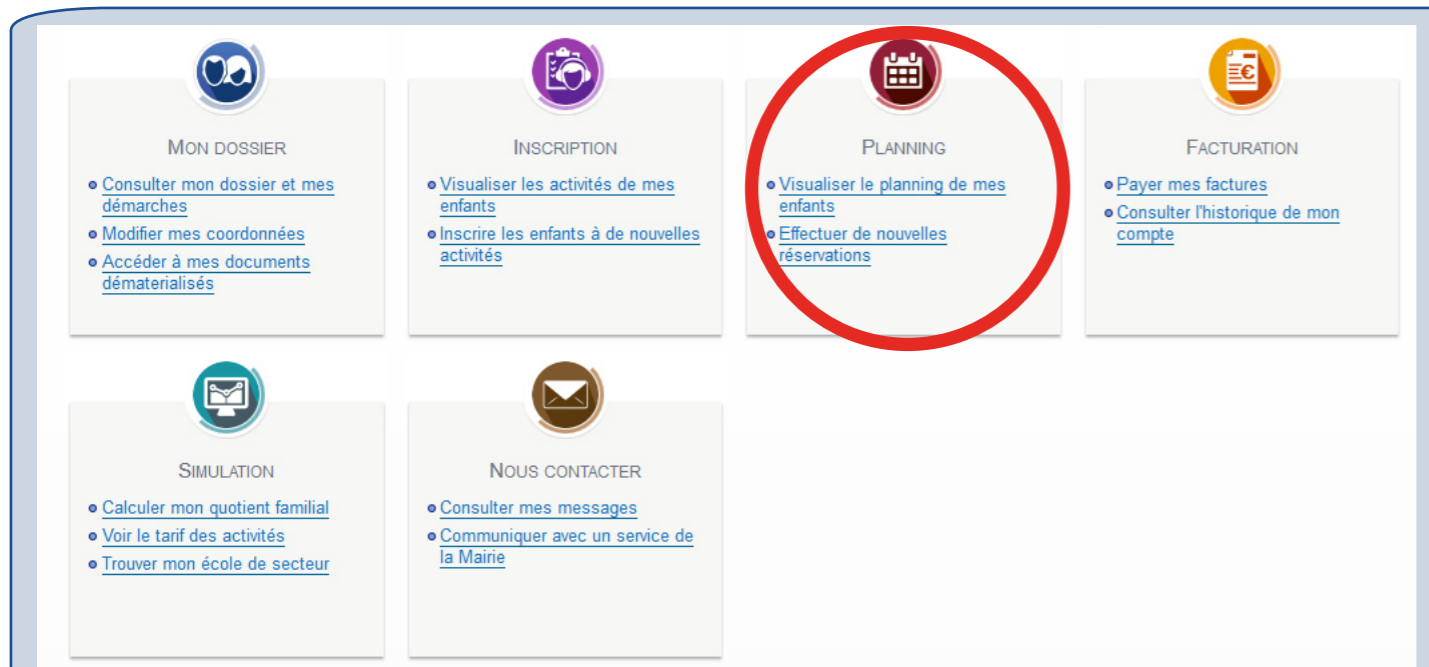 MON DOSSIER
Consulter mon dossier et mes
démarches
Modifier mes coordonnées
Accéder à mes documents
dématerialisés
INSCRIPTION
Visualiser les activités de mes
enfants
Inscrire les enfants à de nouvelles
activités
PLANNING
Visualiser le planning de mes
enfants
Effectuer de nouvelles
réservations
FACTURATION
Payer mes factures
Consulter l'historique de mon
compte
SIMULATION
Calculer mon quotient familial
Voir le tarif des activités
Trouver mon école de secteur
NOUS CONTACTER
Consulter mes messages
Communiquer avec un service de
la Mairie